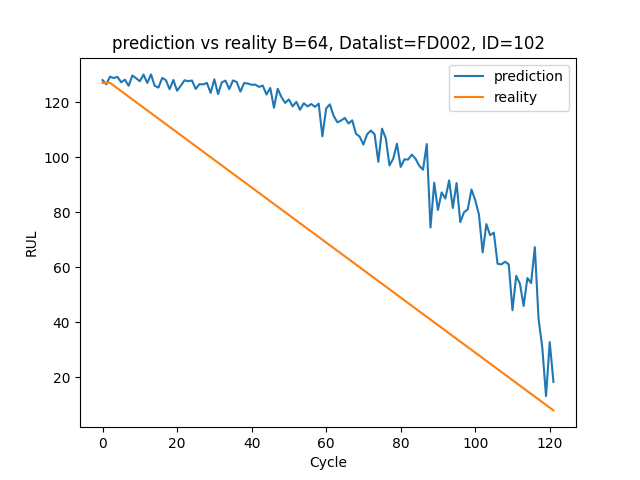 prediction vs reality B=64, Datalist=FD002, ID=102
prediction
reality
RUL
120
100
80
60
40
20
0 20 40 60 80 100 120
Cycle